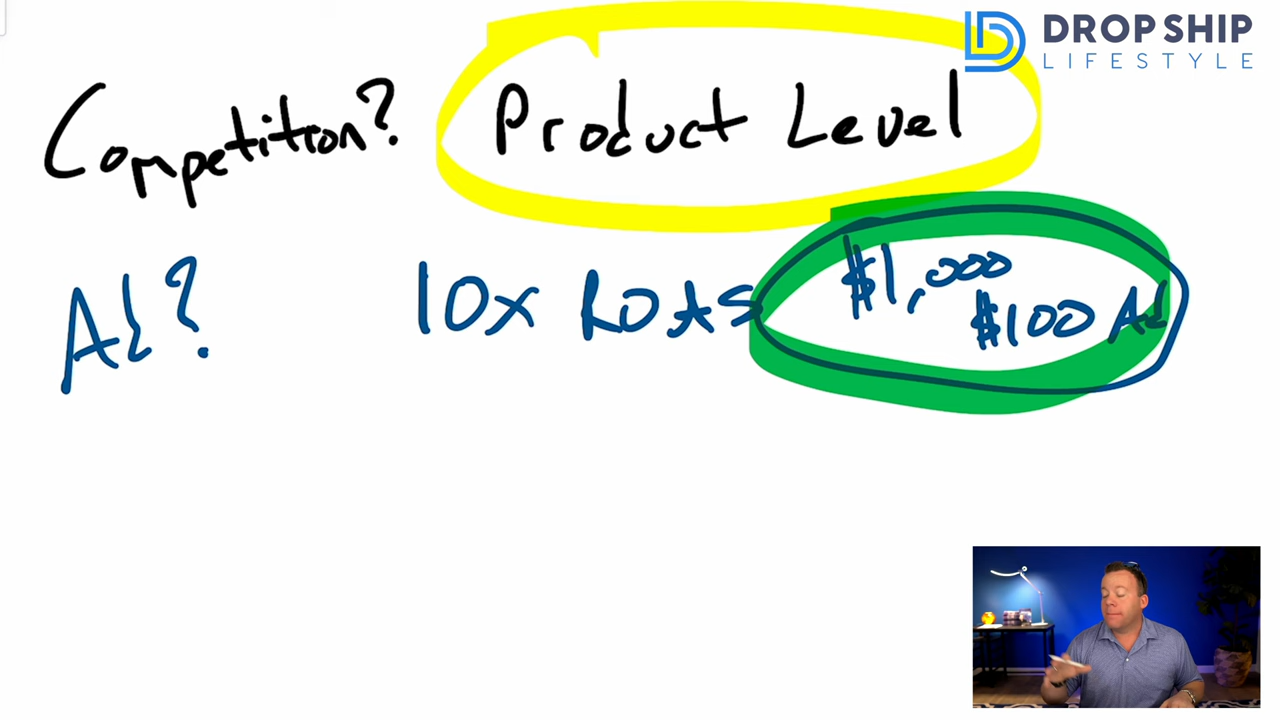 DROP SHIP
LIFESTYLE
Competition? Product Level
Ad? 10x ROAS $1,000
$100 Ad